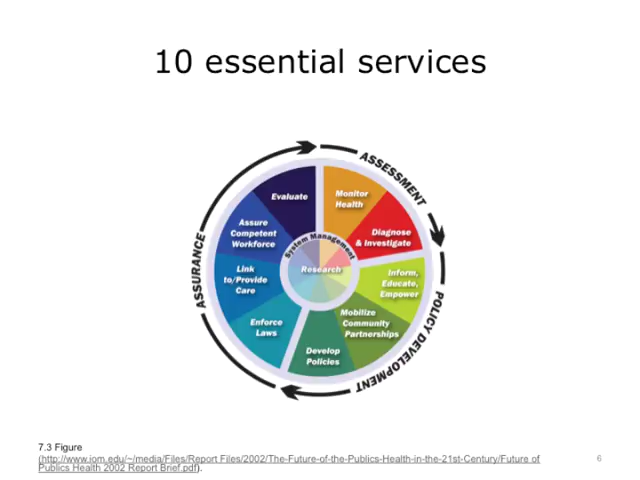 10 essential services
ASSESSMENT
POLICY DEVELOPMENT
ASSURANCE
Monitor
Health
Diagnose
& Investigate
Inform,
Educate,
Empower
Mobilize
Community
Partnerships
Develop
Policies
Enforce
Laws
Link
to/Provide
Care
Assure
Competent
Workforce
Evaluate
System Management
Research
7.3 Figure
(http://www.iom.edu/~/media/Files/Report Files/2002/The-Future-of-the-Publics-Health-in-the-21st-Century/Future of
Publics Health 2002 Report Brief.pdf).
6